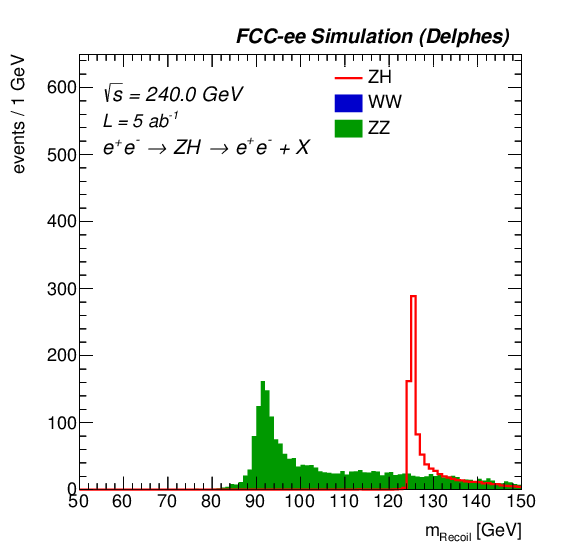 FCC-ee Simulation (Delphes)
events / 1 GeV
√s = 240.0 GeV
L = 5 ab⁻¹
e⁺e⁻ → ZH → e⁺e⁻ + X
ZH
WW
ZZ
600
500
400
300
200
100
0
50 60 70 80 90 100 110 120 130 140 150
m_Recoil [GeV]